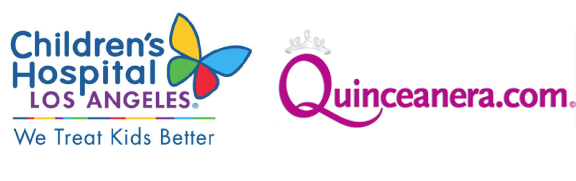 Children's
Hospital
LOS ANGELES®
We Treat Kids Better
Quinceanera.com©